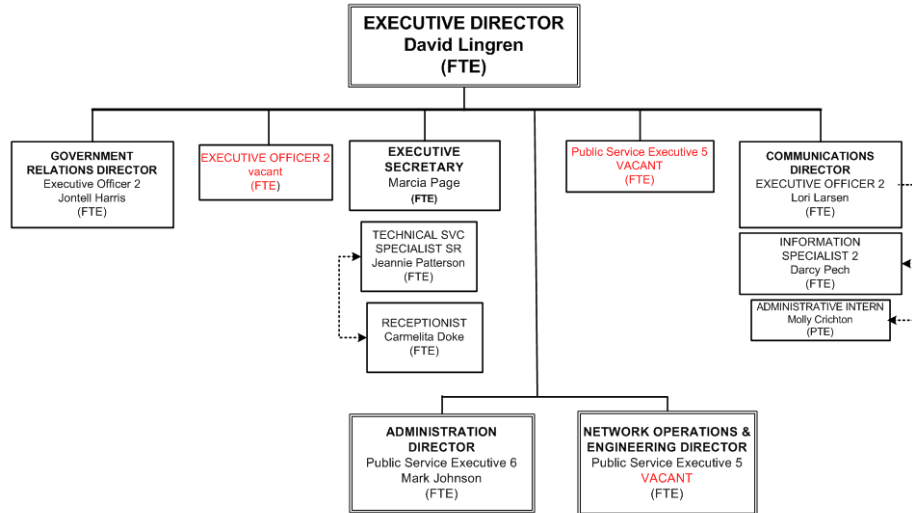 EXECUTIVE DIRECTOR
David Lingren
(FTE)
GOVERNMENT
RELATIONS DIRECTOR
Executive Officer 2
Jontell Harris
(FTE)
EXECUTIVE OFFICER 2
vacant
(FTE)
EXECUTIVE
SECRETARY
Marcia Page
(FTE)
Public Service Executive 5
VACANT
(FTE)
COMMUNICATIONS
DIRECTOR
EXECUTIVE OFFICER 2
Lori Larsen
(FTE)
TECHNICAL SVC
SPECIALIST SR
Jeannie Patterson
(FTE)
INFORMATION
SPECIALIST 2
Darcy Pech
(FTE)
RECEPTIONIST
Carmelita Doke
(FTE)
ADMINISTRATIVE INTERN
Molly Crichton
(PTE)
ADMINISTRATION
DIRECTOR
Public Service Executive 6
Mark Johnson
(FTE)
NETWORK OPERATIONS &
ENGINEERING DIRECTOR
Public Service Executive 5
VACANT
(FTE)